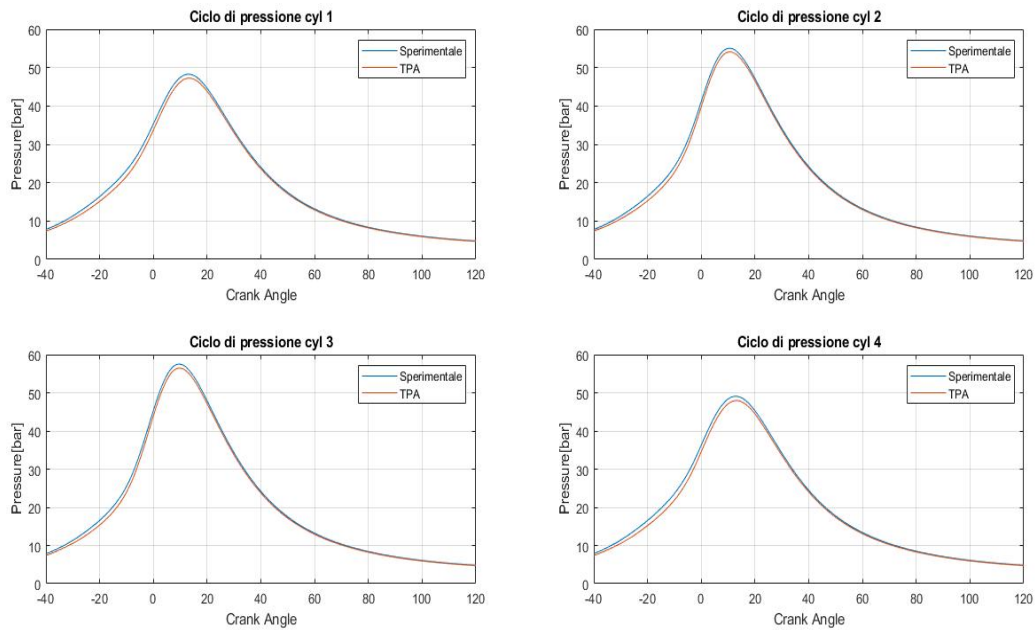 Ciclo di pressione cyl 1
Pressure[bar]
60
50
40
30
20
10
0
Sperimentale
TPA
-40 -20 0 20 40 60 80 100 120
Crank Angle
Ciclo di pressione cyl 2
Pressure[bar]
60
50
40
30
20
10
0
Sperimentale
TPA
-40 -20 0 20 40 60 80 100 120
Crank Angle
Ciclo di pressione cyl 3
Pressure[bar]
60
50
40
30
20
10
0
Sperimentale
TPA
-40 -20 0 20 40 60 80 100 120
Crank Angle
Ciclo di pressione cyl 4
Pressure[bar]
60
50
40
30
20
10
0
Sperimentale
TPA
-40 -20 0 20 40 60 80 100 120
Crank Angle